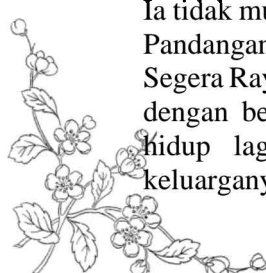 Ia tidak mu
Pandangan
Segera Ray
dengan be
hidup lag
keluargany